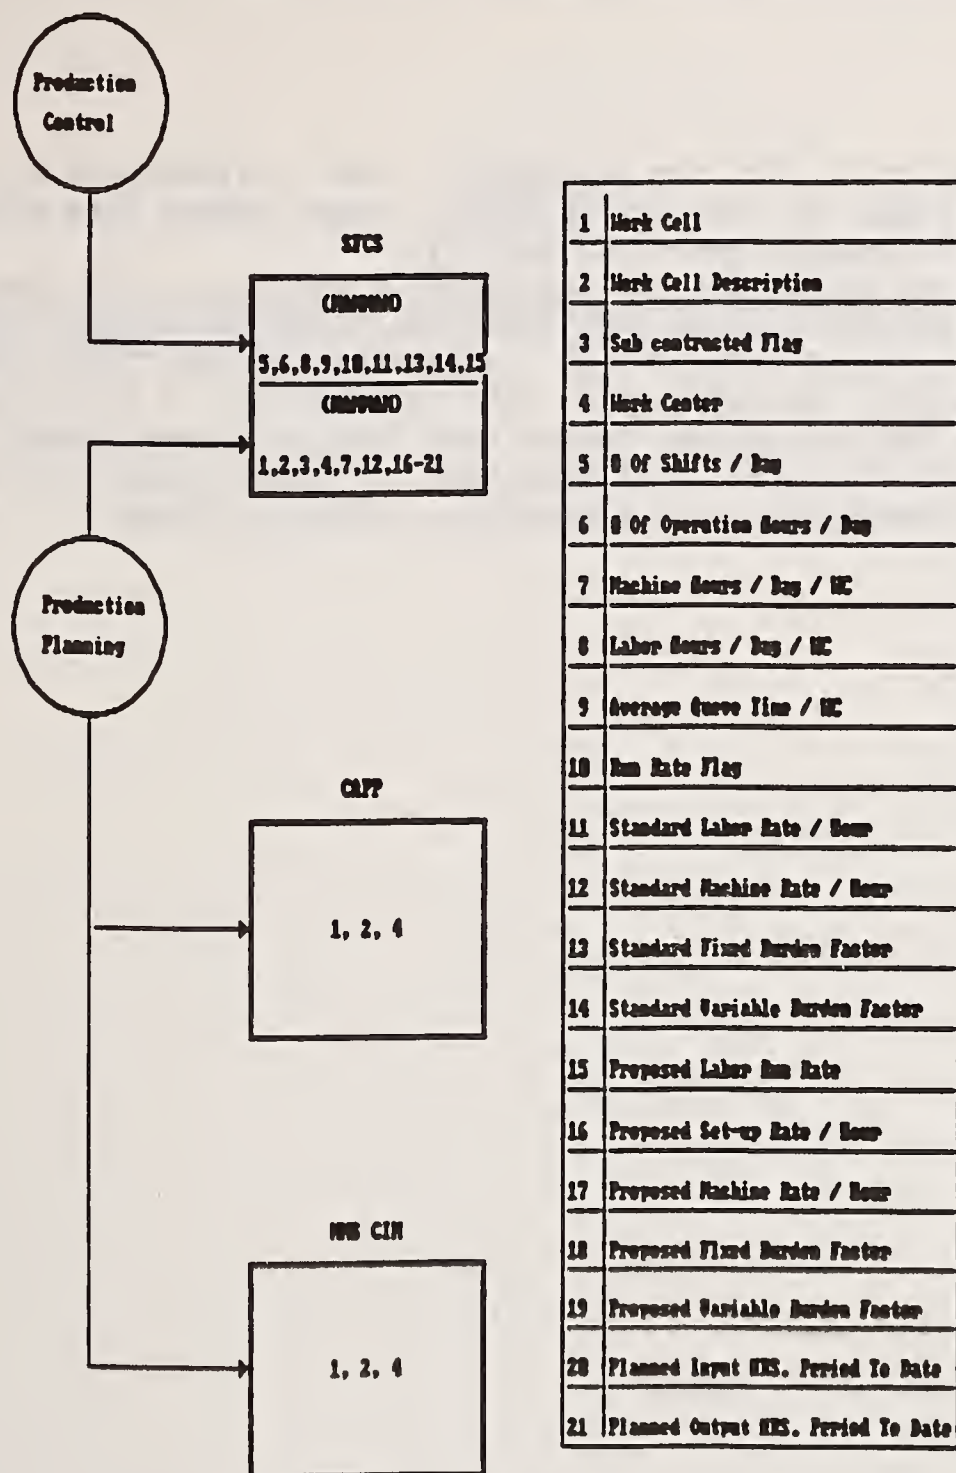 Production
Control
SFCS
(MANMAN)
5,6,8,9,10,11,13,14,15
(MANMAN)
1,2,3,4,7,12,16-21
Production
Planning
CAPP
1, 2, 4
CIM
1, 2, 4
1 Work Cell
2 Work Cell Description
3 Sub contracted Flag
4 Work Center
5 # Of Shifts / Day
6 # Of Operation Hours / Day
7 Machine Hours / Day / WC
8 Labor Hours / Day / WC
9 Average Queue Time / WC
10 Run Rate Flag
11 Standard Labor Rate / Hour
12 Standard Machine Rate / Hour
13 Standard Fixed Burden Factor
14 Standard Variable Burden Factor
15 Proposed Labor Run Rate
16 Proposed Set-up Rate / Hour
17 Proposed Machine Rate / Hour
18 Proposed Fixed Burden Factor
19 Proposed Variable Burden Factor
20 Planned Input HRS. Period To Date
21 Planned Output HRS. Period To Date